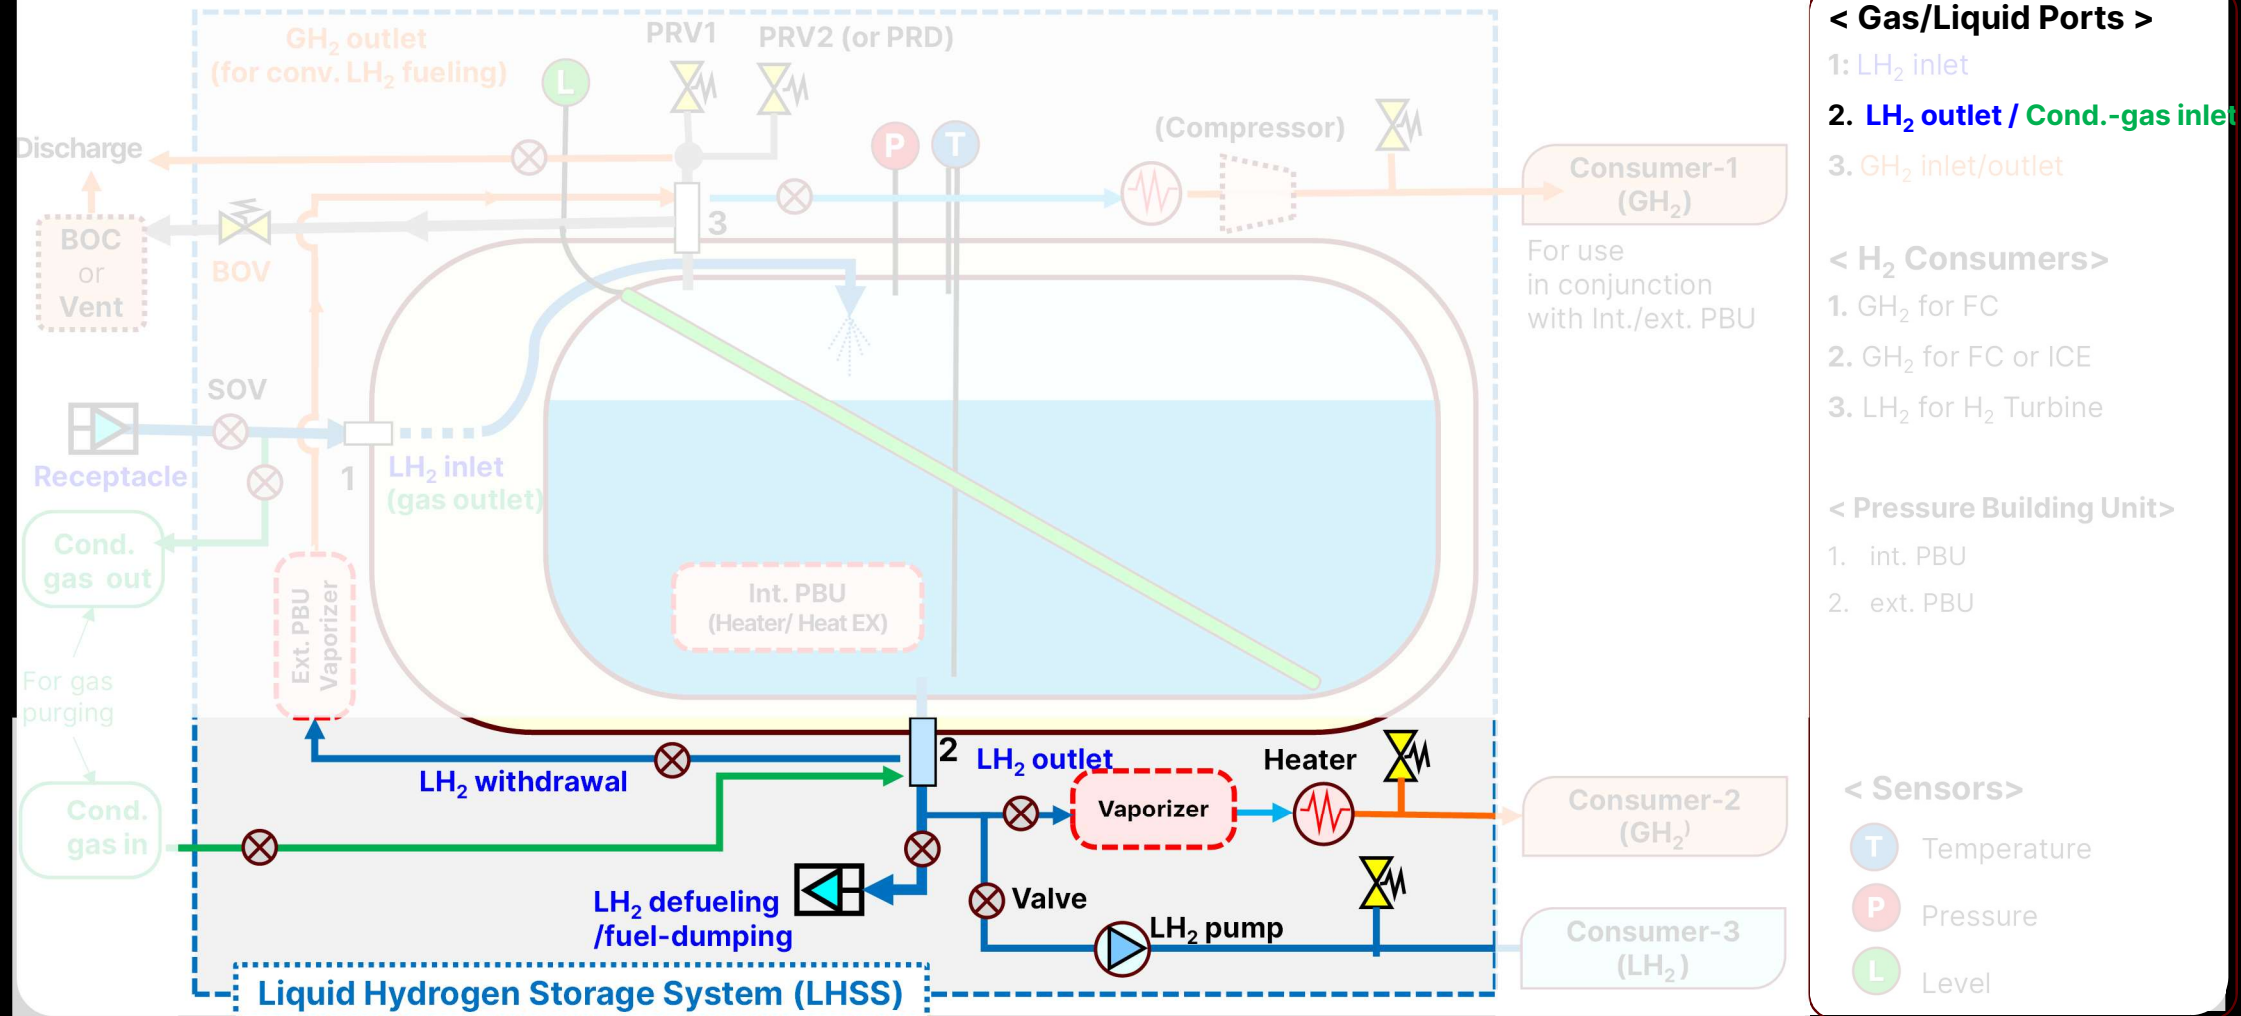 GH2 outlet
(for conv. LH2 fueling)
PRV1
PRV2 (or PRD)
L
Discharge
P
T
(Compressor)
Consumer-1
(GH2)
3
BOC
or
Vent
BOV
For use
in conjunction
with Int./ext. PBU
SOV
Receptacle
1
LH2 inlet
(gas outlet)
Cond.
gas out
Ext. PBU
Vaporizer
Int. PBU
(Heater/ Heat EX)
For gas
purging
2
LH2 outlet
Heater
LH2 withdrawal
Vaporizer
Consumer-2
(GH2)
Cond.
gas in
LH2 defueling
/fuel-dumping
Valve
LH2 pump
Consumer-3
(LH2)
Liquid Hydrogen Storage System (LHSS)
< Gas/Liquid Ports >
1: LH2 inlet
2. LH2 outlet / Cond.-gas inlet
3. GH2 inlet/outlet
< H2 Consumers>
1. GH2 for FC
2. GH2 for FC or ICE
3. LH2 for H2 Turbine
< Pressure Building Unit>
1. int. PBU
2. ext. PBU
< Sensors>
T Temperature
P Pressure
L Level